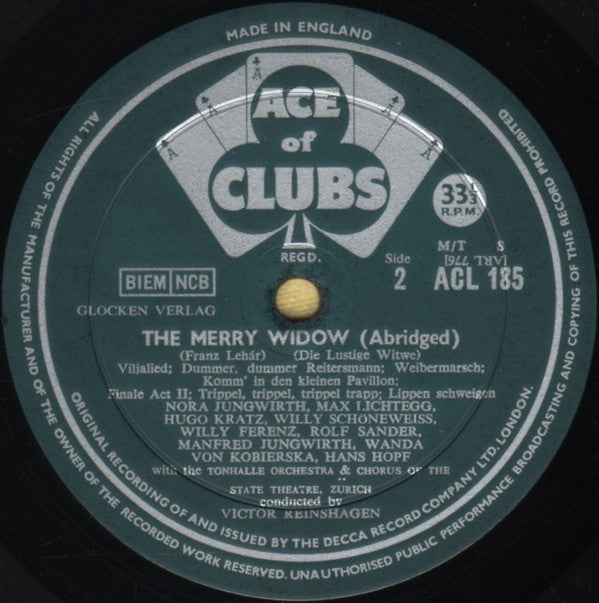 MADE IN ENGLAND
A A A A
ACE
of
CLUBS
REGD.
33⅓
R.P.M.
M/T S
[ARL 776]
Side
2 ACL 185
BIEM NCB
GLOCKEN VERLAG
THE MERRY WIDOW (Abridged)
(Franz Lehár) (Die Lustige Witwe)
Viljalied; Dummer, dummer Reitersmann; Weibermarsch;
Komm' in den kleinen Pavillon;
Finale Act II; Trippel, trippel, trippel trapp; Lippen schweigen
NORA JUNGWIRTH, MAX LICHTEGG,
HUGO KRATZ, WILLY SCHONEWEISS,
WILLY FERENZ, ROLF SANDER,
MANFRED JUNGWIRTH, WANDA
VON KOBIERSKA, HANS HOPF
with the TONHALLE ORCHESTRA & CHORUS OF THE
STATE THEATRE, ZURICH
conducted by
VICTOR REINSHAGEN
ALL RIGHTS OF THE MANUFACTURER AND OF THE OWNER OF THE RECORDED WORK RESERVED. UNAUTHORISED PUBLIC PERFORMANCE BROADCASTING AND COPYING OF THIS RECORD PROHIBITED
ORIGINAL RECORDING OF AND ISSUED BY THE DECCA RECORD COMPANY LTD. LONDON.